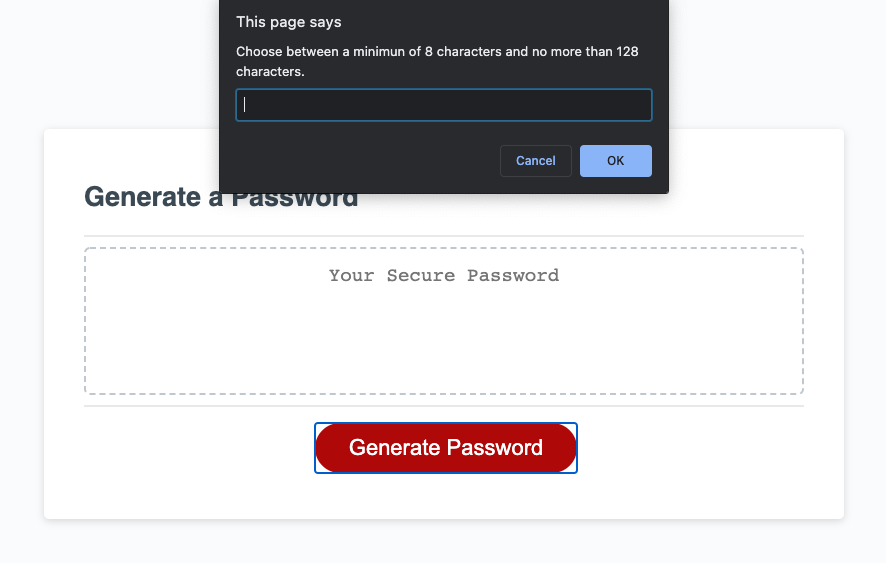 This page says
Choose between a minimun of 8 characters and no more than 128
characters.
Cancel
OK
Generate a Password
Your Secure Password
Generate Password